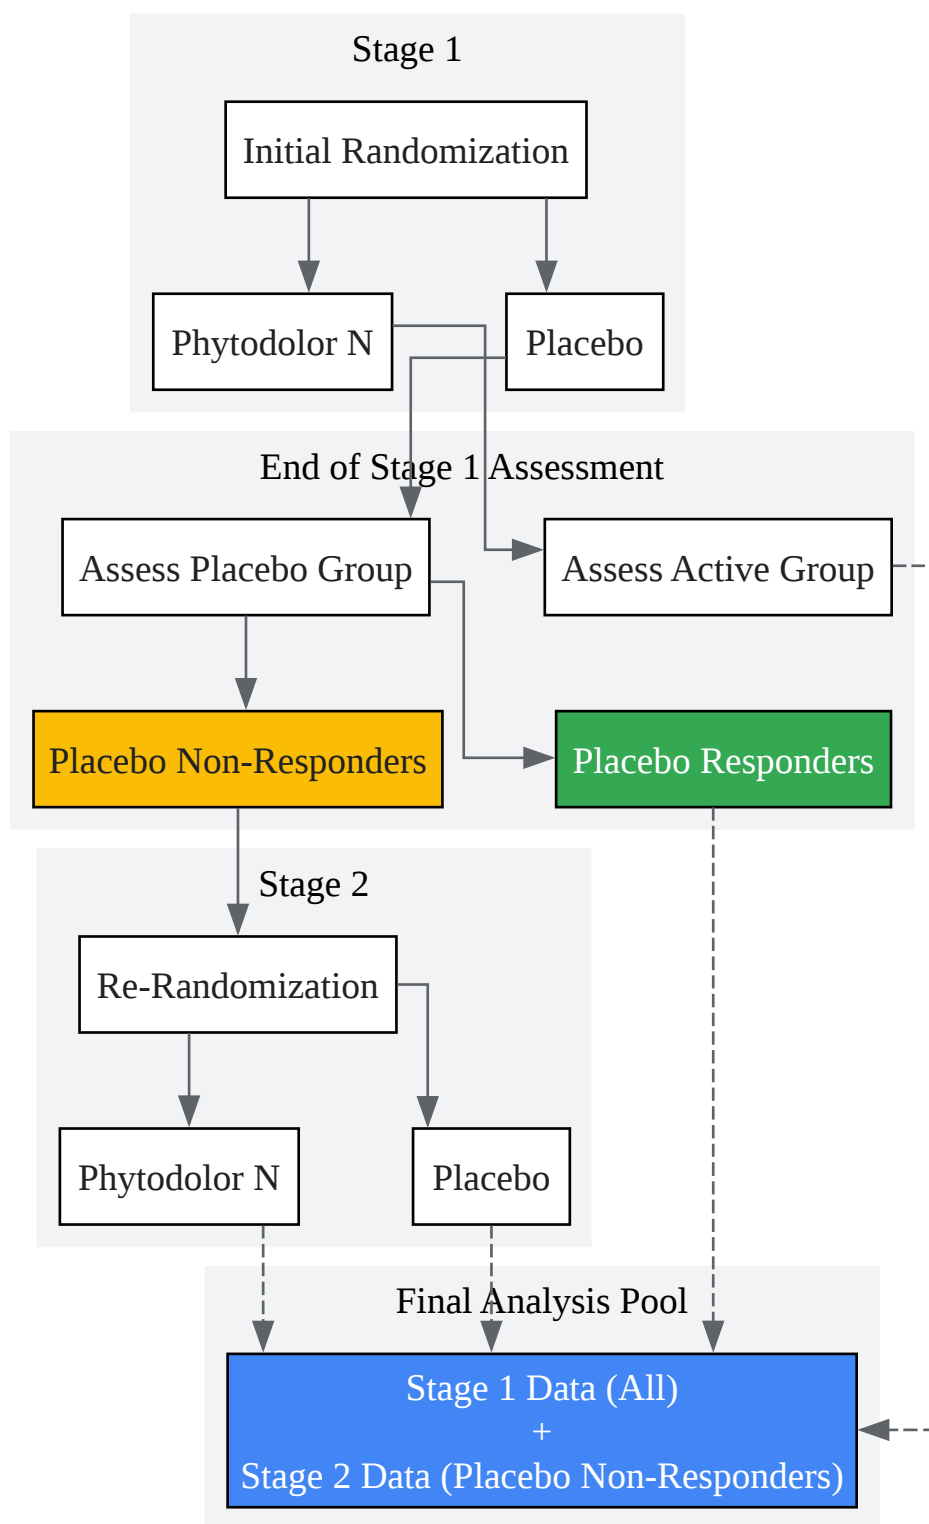 Stage 1
Initial Randomization
Phytodolor N
Placebo
End of Stage 1 Assessment
Assess Placebo Group
Assess Active Group
Placebo Non-Responders
Placebo Responders
Stage 2
Re-Randomization
Phytodolor N
Placebo
Final Analysis Pool
Stage 1 Data (All)
+
Stage 2 Data (Placebo Non-Responders)